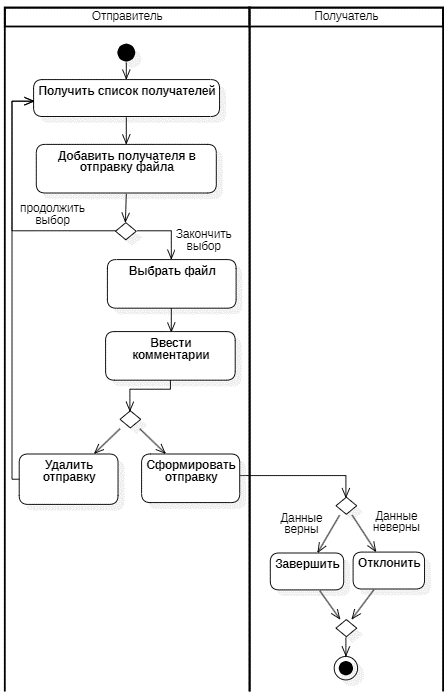 Отправитель
Получатель
Получить список получателей
Добавить получателя в
отправку файла
продолжить
выбор
Закончить
выбор
Выбрать файл
Ввести
комментарии
Удалить
отправку
Сформировать
отправку
Данные
верны
Данные
неверны
Завершить
Отклонить